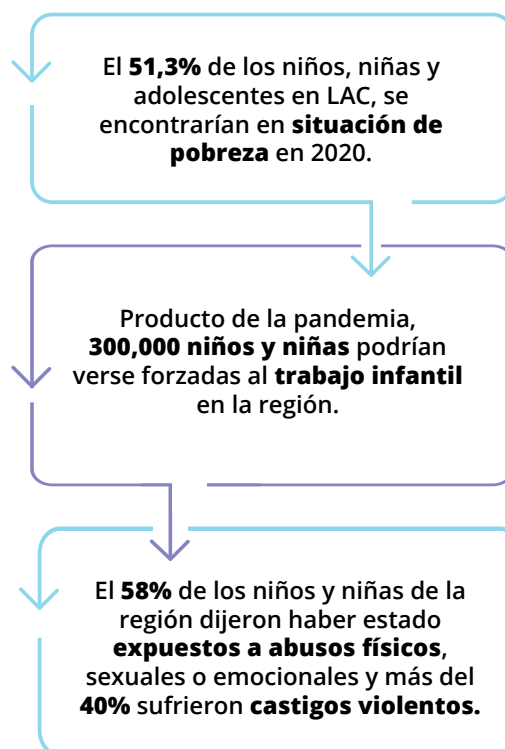 El 51,3% de los niños, niñas y
adolescentes en LAC, se
encontrarían en situación de
pobreza en 2020.
Producto de la pandemia,
300,000 niños y niñas podrían
verse forzadas al trabajo infantil
en la región.
El 58% de los niños y niñas de la
región dijeron haber estado
expuestos a abusos físicos,
sexuales o emocionales y más del
40% sufrieron castigos violentos.